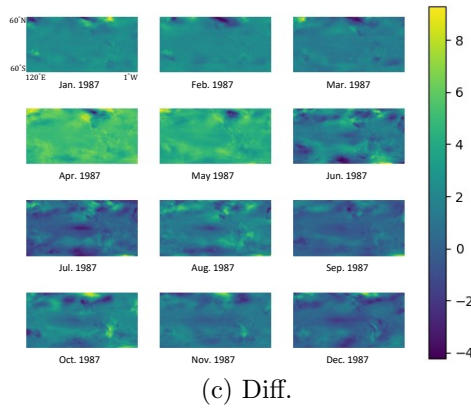 60°N
60°S
120°E 1°W
Jan. 1987 Feb. 1987 Mar. 1987
Apr. 1987 May 1987 Jun. 1987
Jul. 1987 Aug. 1987 Sep. 1987
Oct. 1987 Nov. 1987 Dec. 1987
8
6
4
2
0
−2
−4
(c) Diff.